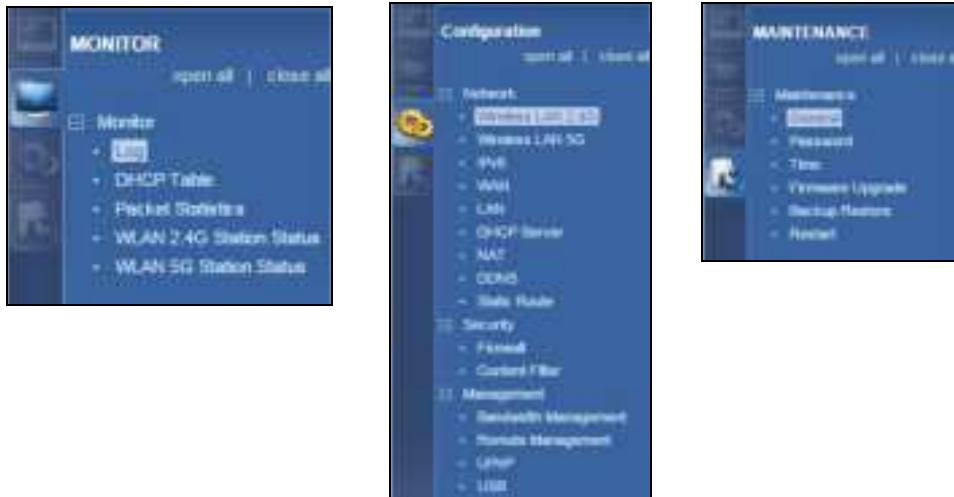 MONITOR
open all | close all
Monitor
Log
DHCP Table
Packet Statistics
WLAN 2.4G Station Status
WLAN 5G Station Status
Configuration
open all | close all
Network
Wireless LAN 2.4G
Wireless LAN 5G
IPv6
WAN
LAN
DHCP Server
NAT
DDNS
Static Route
Security
Firewall
Content Filter
Management
Bandwidth Management
Remote Management
UPnP
USB
MAINTENANCE
open all | close a
Maintenance
General
Password
Time
Firmware Upgrade
Backup Restore
Restart